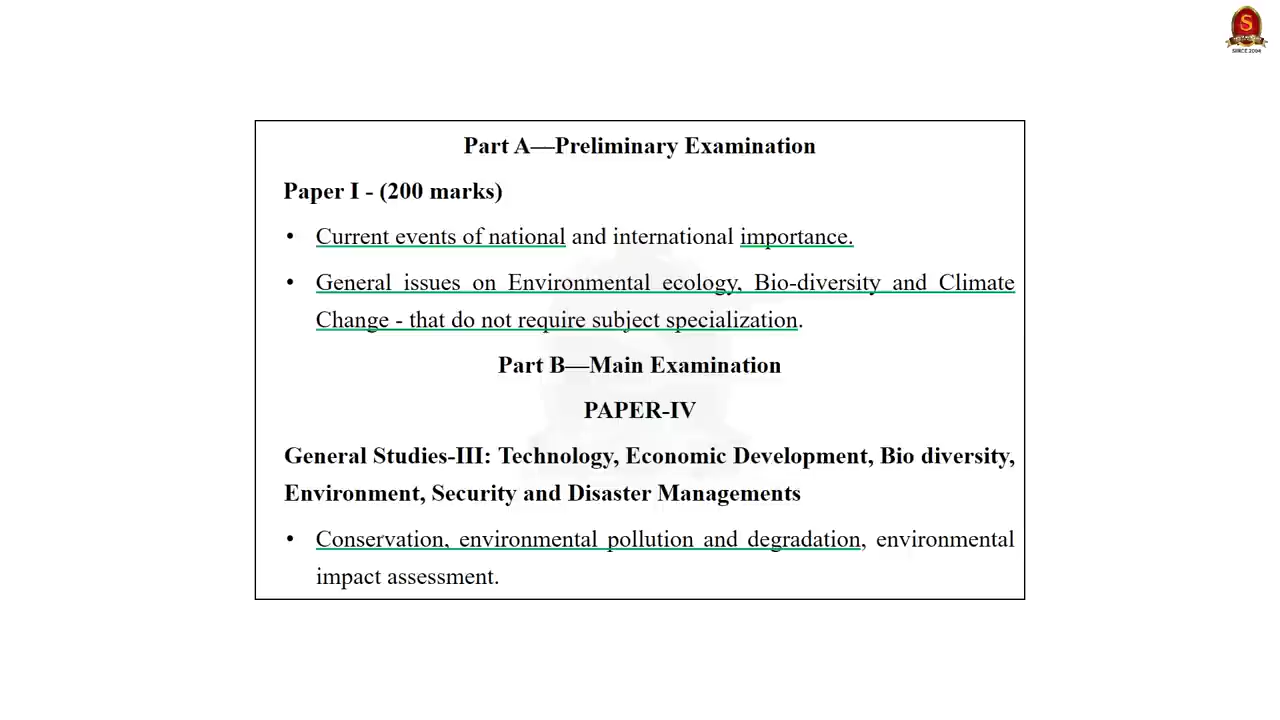 S
SINCE 2004
Part A—Preliminary Examination
Paper I - (200 marks)
• Current events of national and international importance.
• General issues on Environmental ecology, Bio-diversity and Climate
Change - that do not require subject specialization.
Part B—Main Examination
PAPER-IV
General Studies-III: Technology, Economic Development, Bio diversity,
Environment, Security and Disaster Managements
• Conservation, environmental pollution and degradation, environmental
impact assessment.